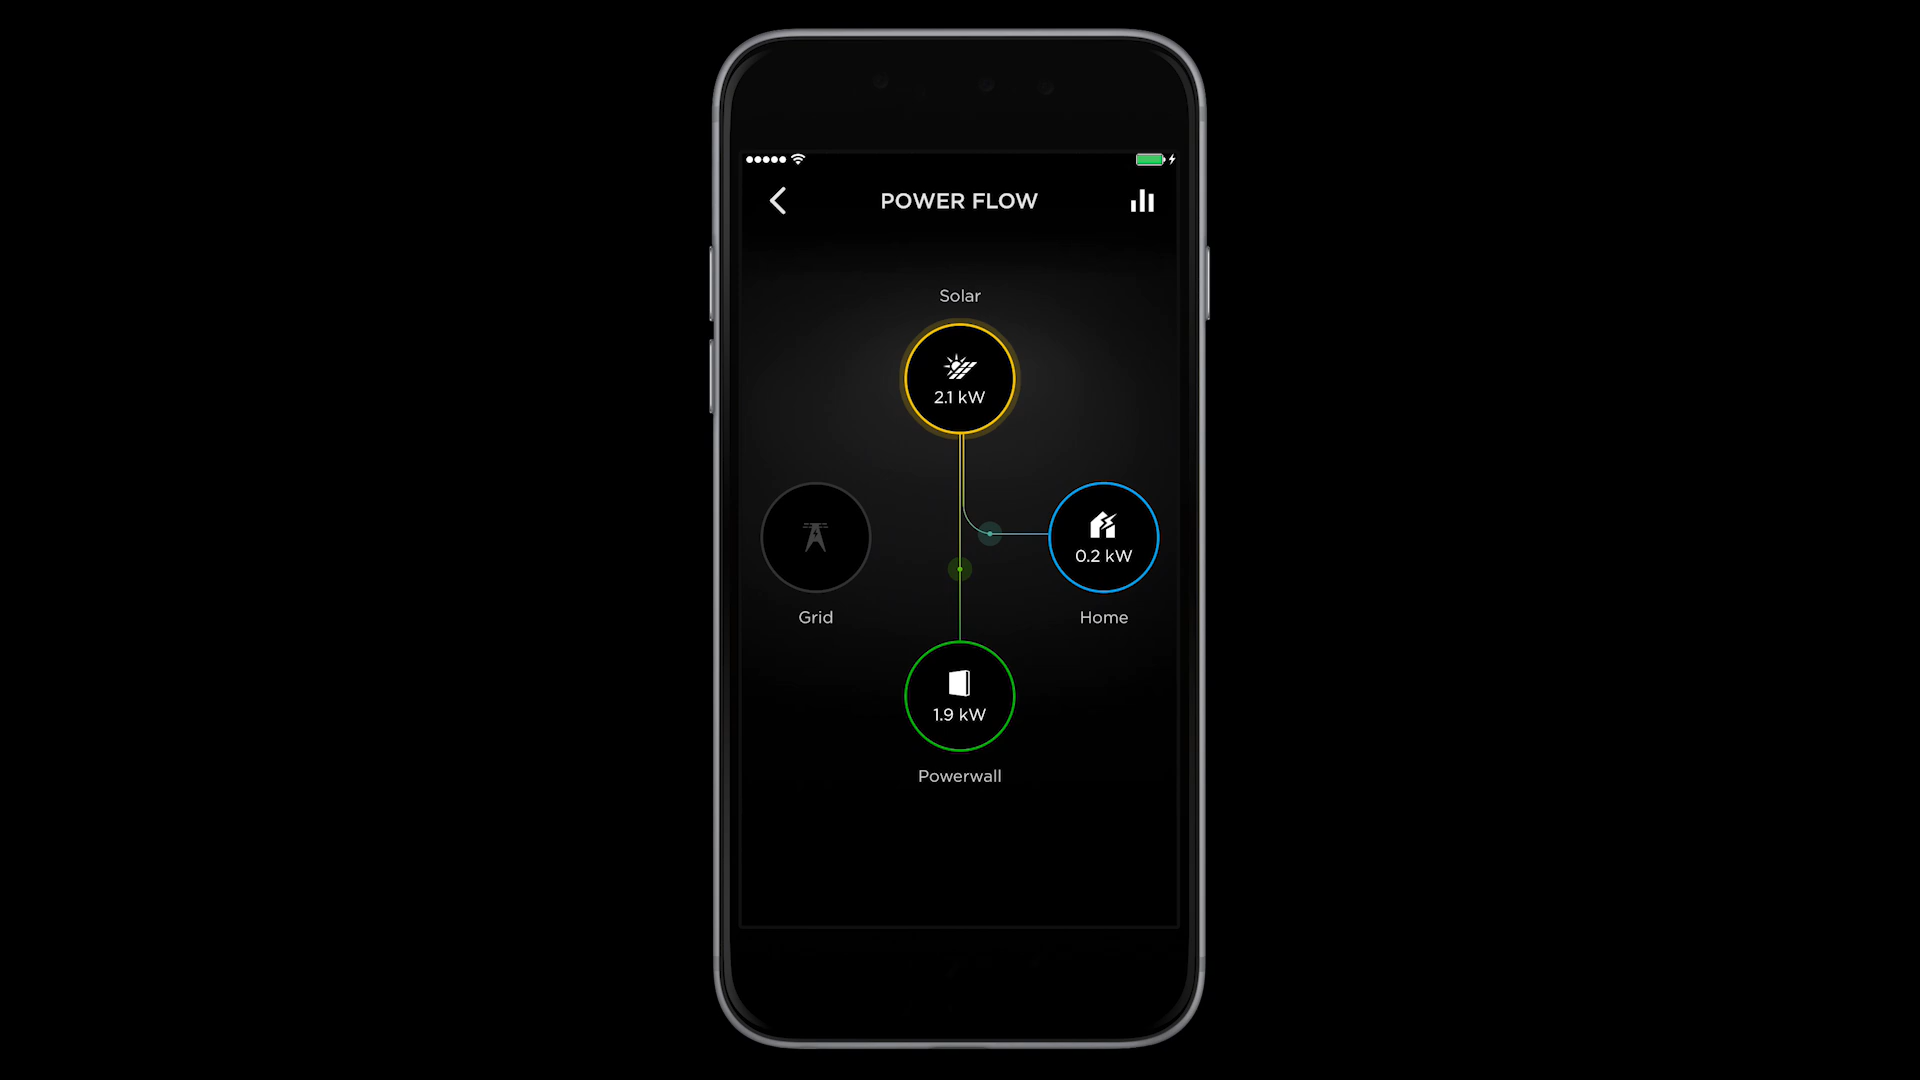 POWER FLOW
Solar
2.1 kW
0.2 kW
Grid
Home
1.9 kW
Powerwall